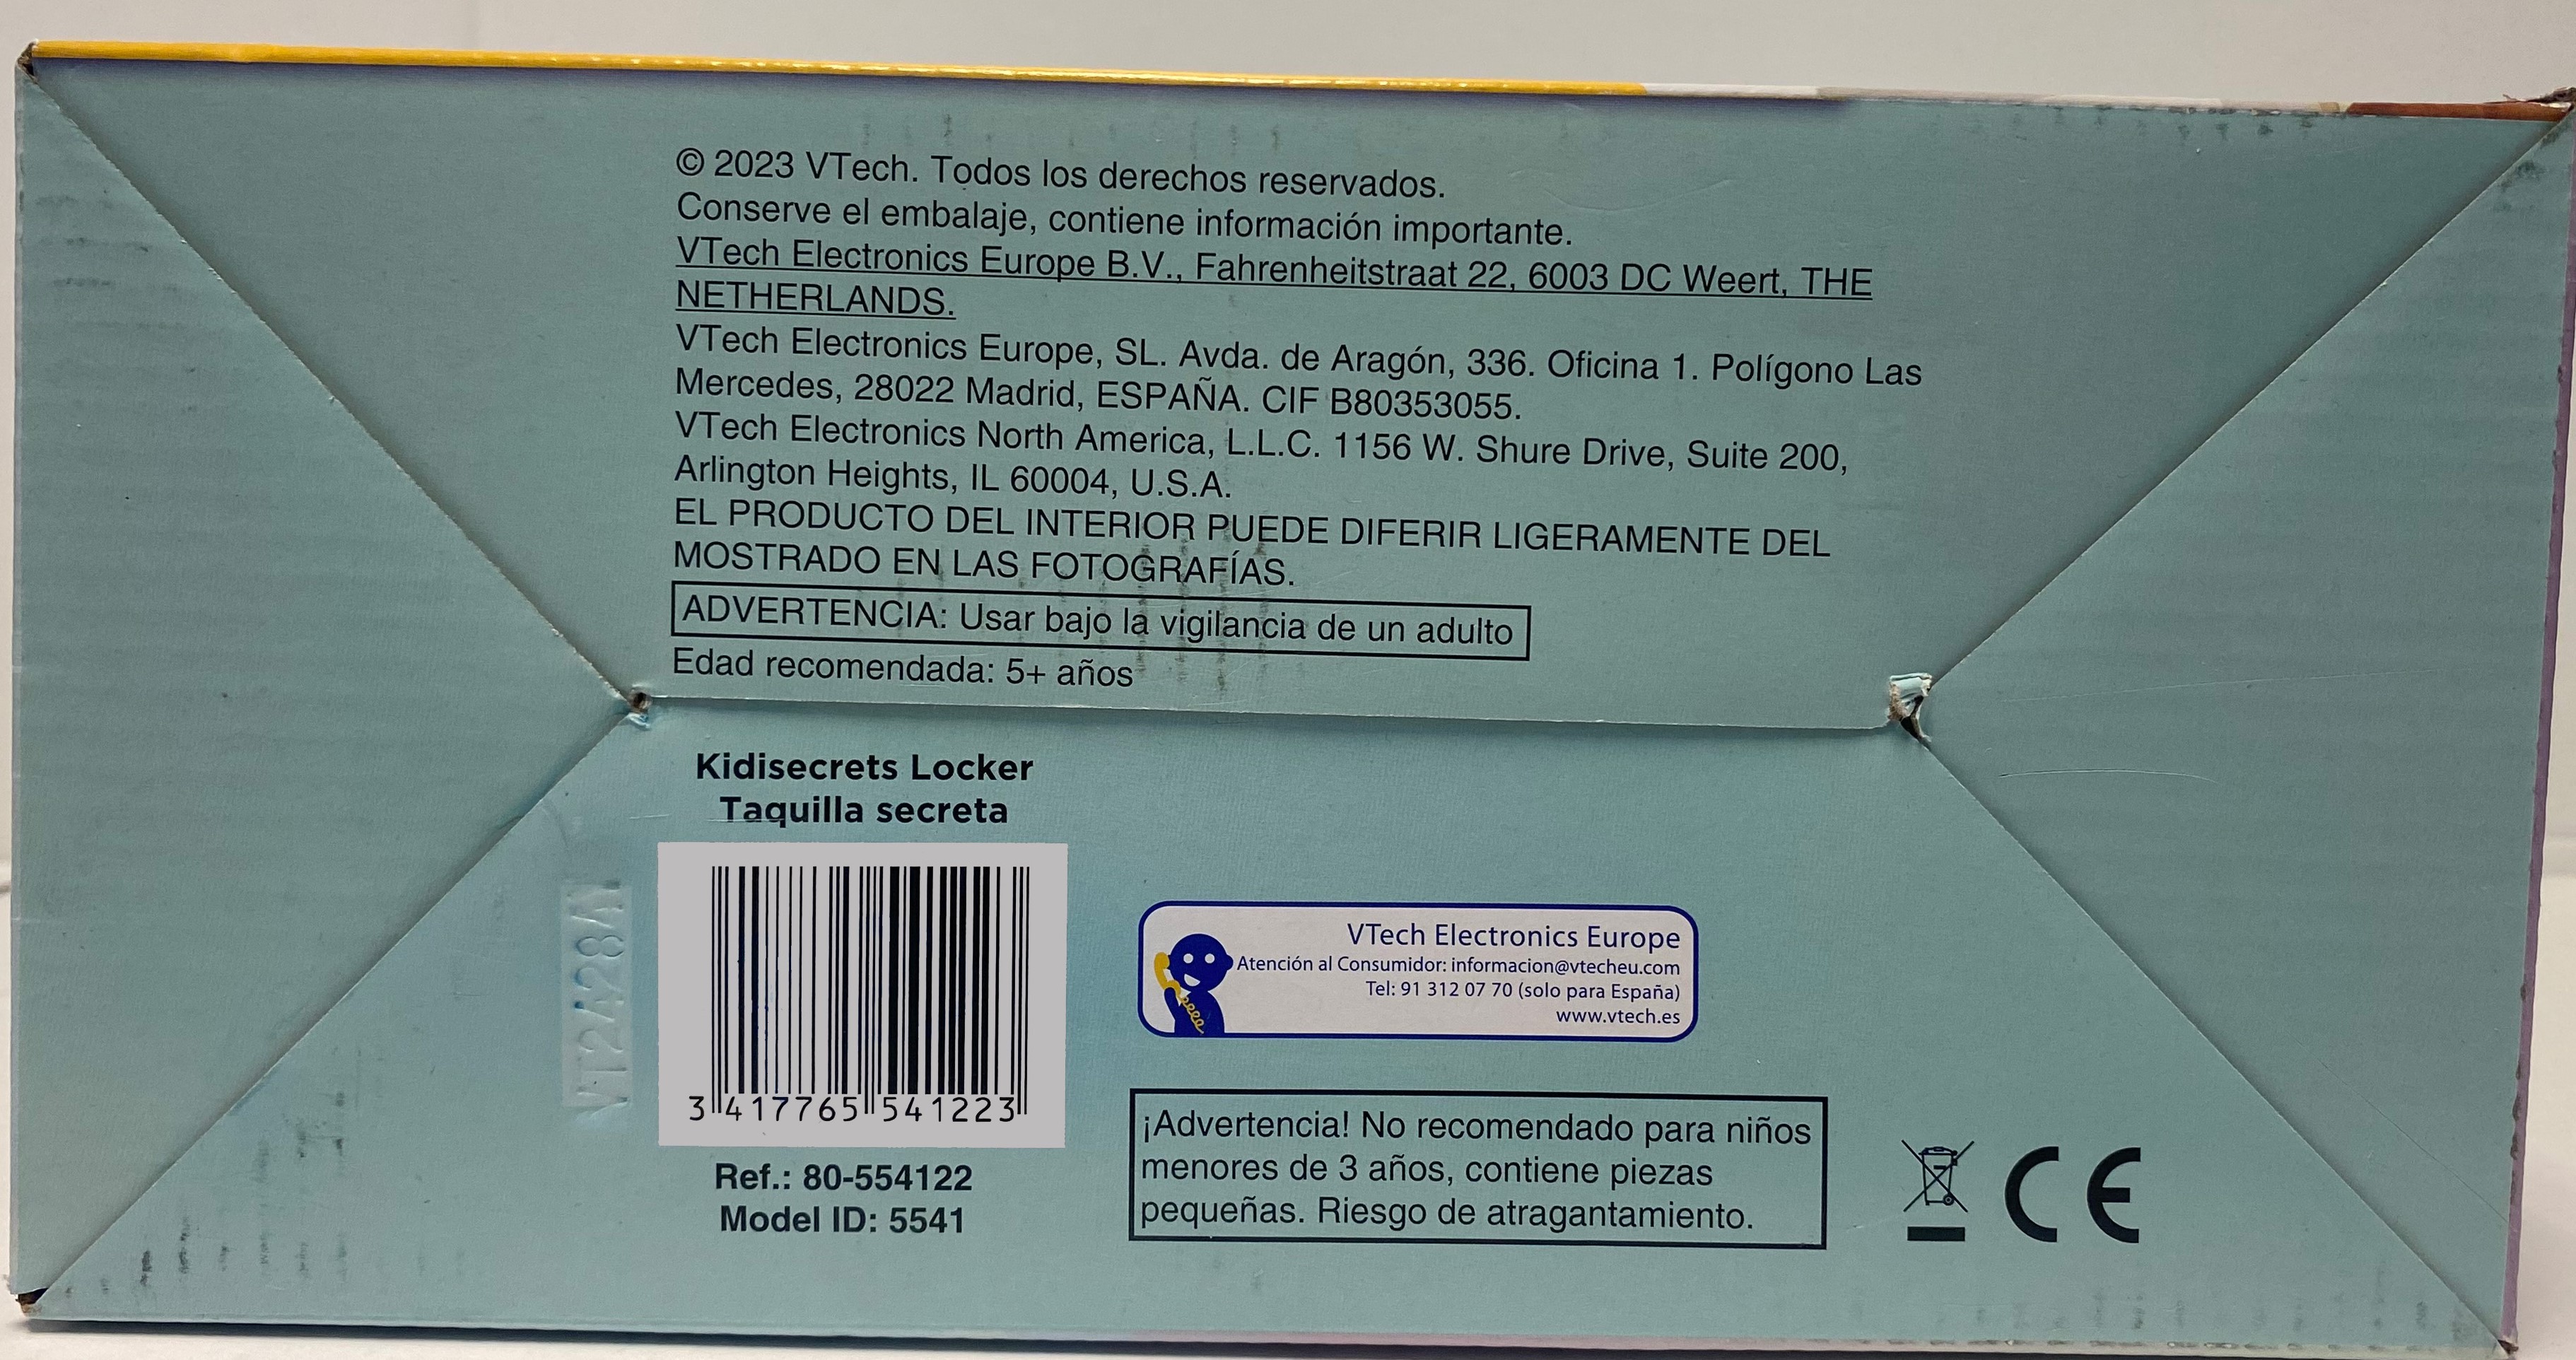 © 2023 VTech. Todos los derechos reservados.
Conserve el embalaje, contiene información importante.
VTech Electronics Europe B.V., Fahrenheitstraat 22, 6003 DC Weert, THE
NETHERLANDS.
VTech Electronics Europe, SL. Avda. de Aragón, 336. Oficina 1. Polígono Las
Mercedes, 28022 Madrid, ESPAÑA. CIF B80353055.
VTech Electronics North America, L.L.C. 1156 W. Shure Drive, Suite 200,
Arlington Heights, IL 60004, U.S.A.
EL PRODUCTO DEL INTERIOR PUEDE DIFERIR LIGERAMENTE DEL
MOSTRADO EN LAS FOTOGRAFÍAS.
ADVERTENCIA: Usar bajo la vigilancia de un adulto
Edad recomendada: 5+ años
Kidisecrets Locker
Taquilla secreta
3 417765 541223
Ref.: 80-554122
Model ID: 5541
VTech Electronics Europe
Atención al Consumidor: informacion@vtecheu.com
Tel: 91 312 07 70 (solo para España)
www.vtech.es
¡Advertencia! No recomendado para niños
menores de 3 años, contiene piezas
pequeñas. Riesgo de atragantamiento.
CE